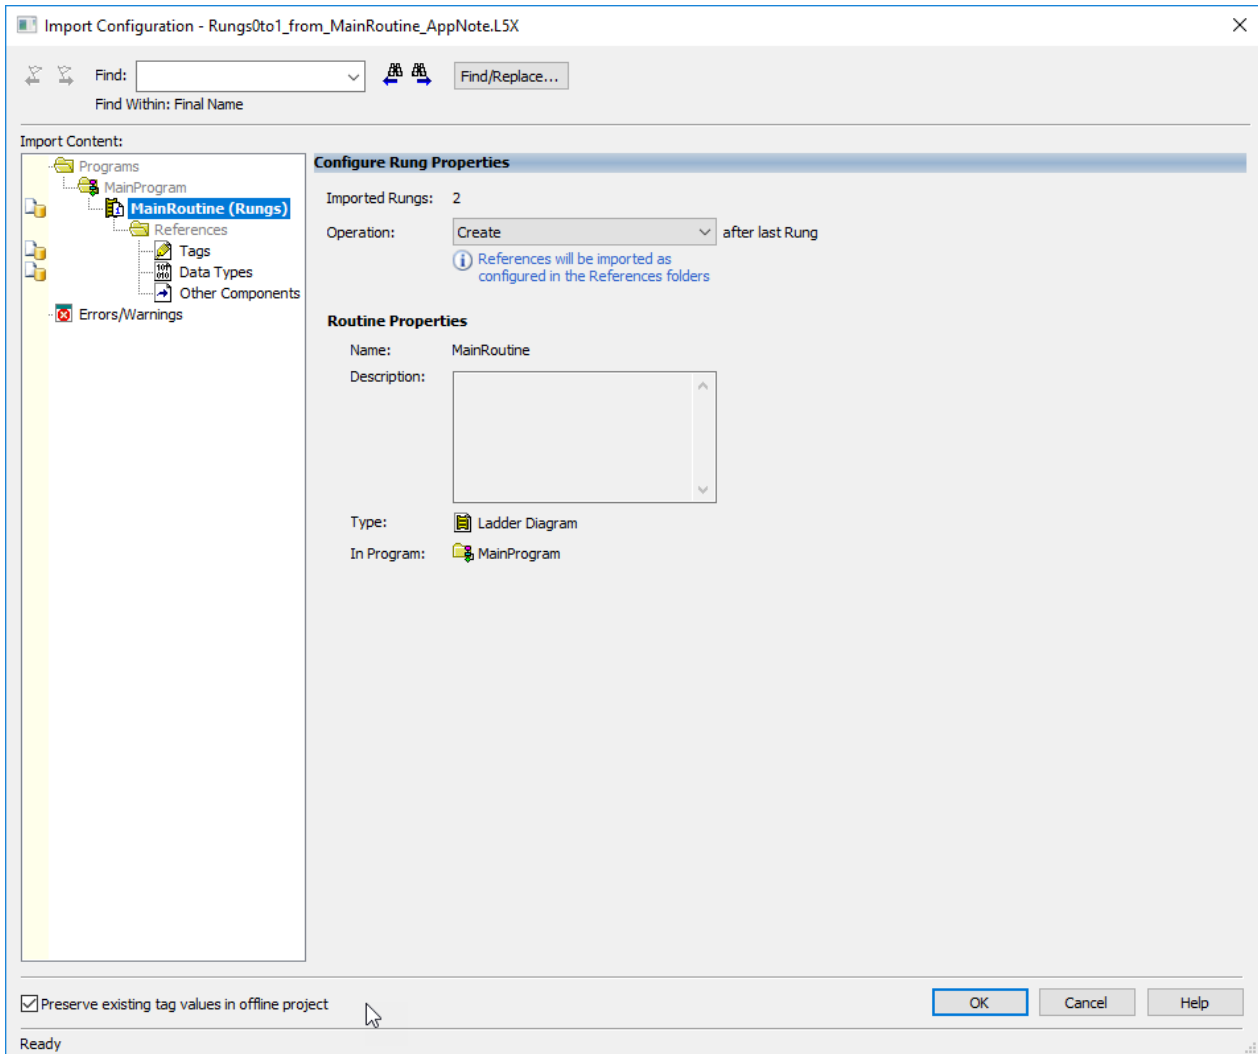 Import Configuration - Rungs0to1_from_MainRoutine_AppNote.L5X
Find:
Find/Replace...
Find Within: Final Name
Import Content:
Programs
MainProgram
MainRoutine (Rungs)
References
Tags
Data Types
Other Components
Errors/Warnings
Configure Rung Properties
Imported Rungs: 2
Operation: Create after last Rung
References will be imported as
configured in the References folders
Routine Properties
Name: MainRoutine
Description:
Type: Ladder Diagram
In Program: MainProgram
Preserve existing tag values in offline project
OK Cancel Help
Ready